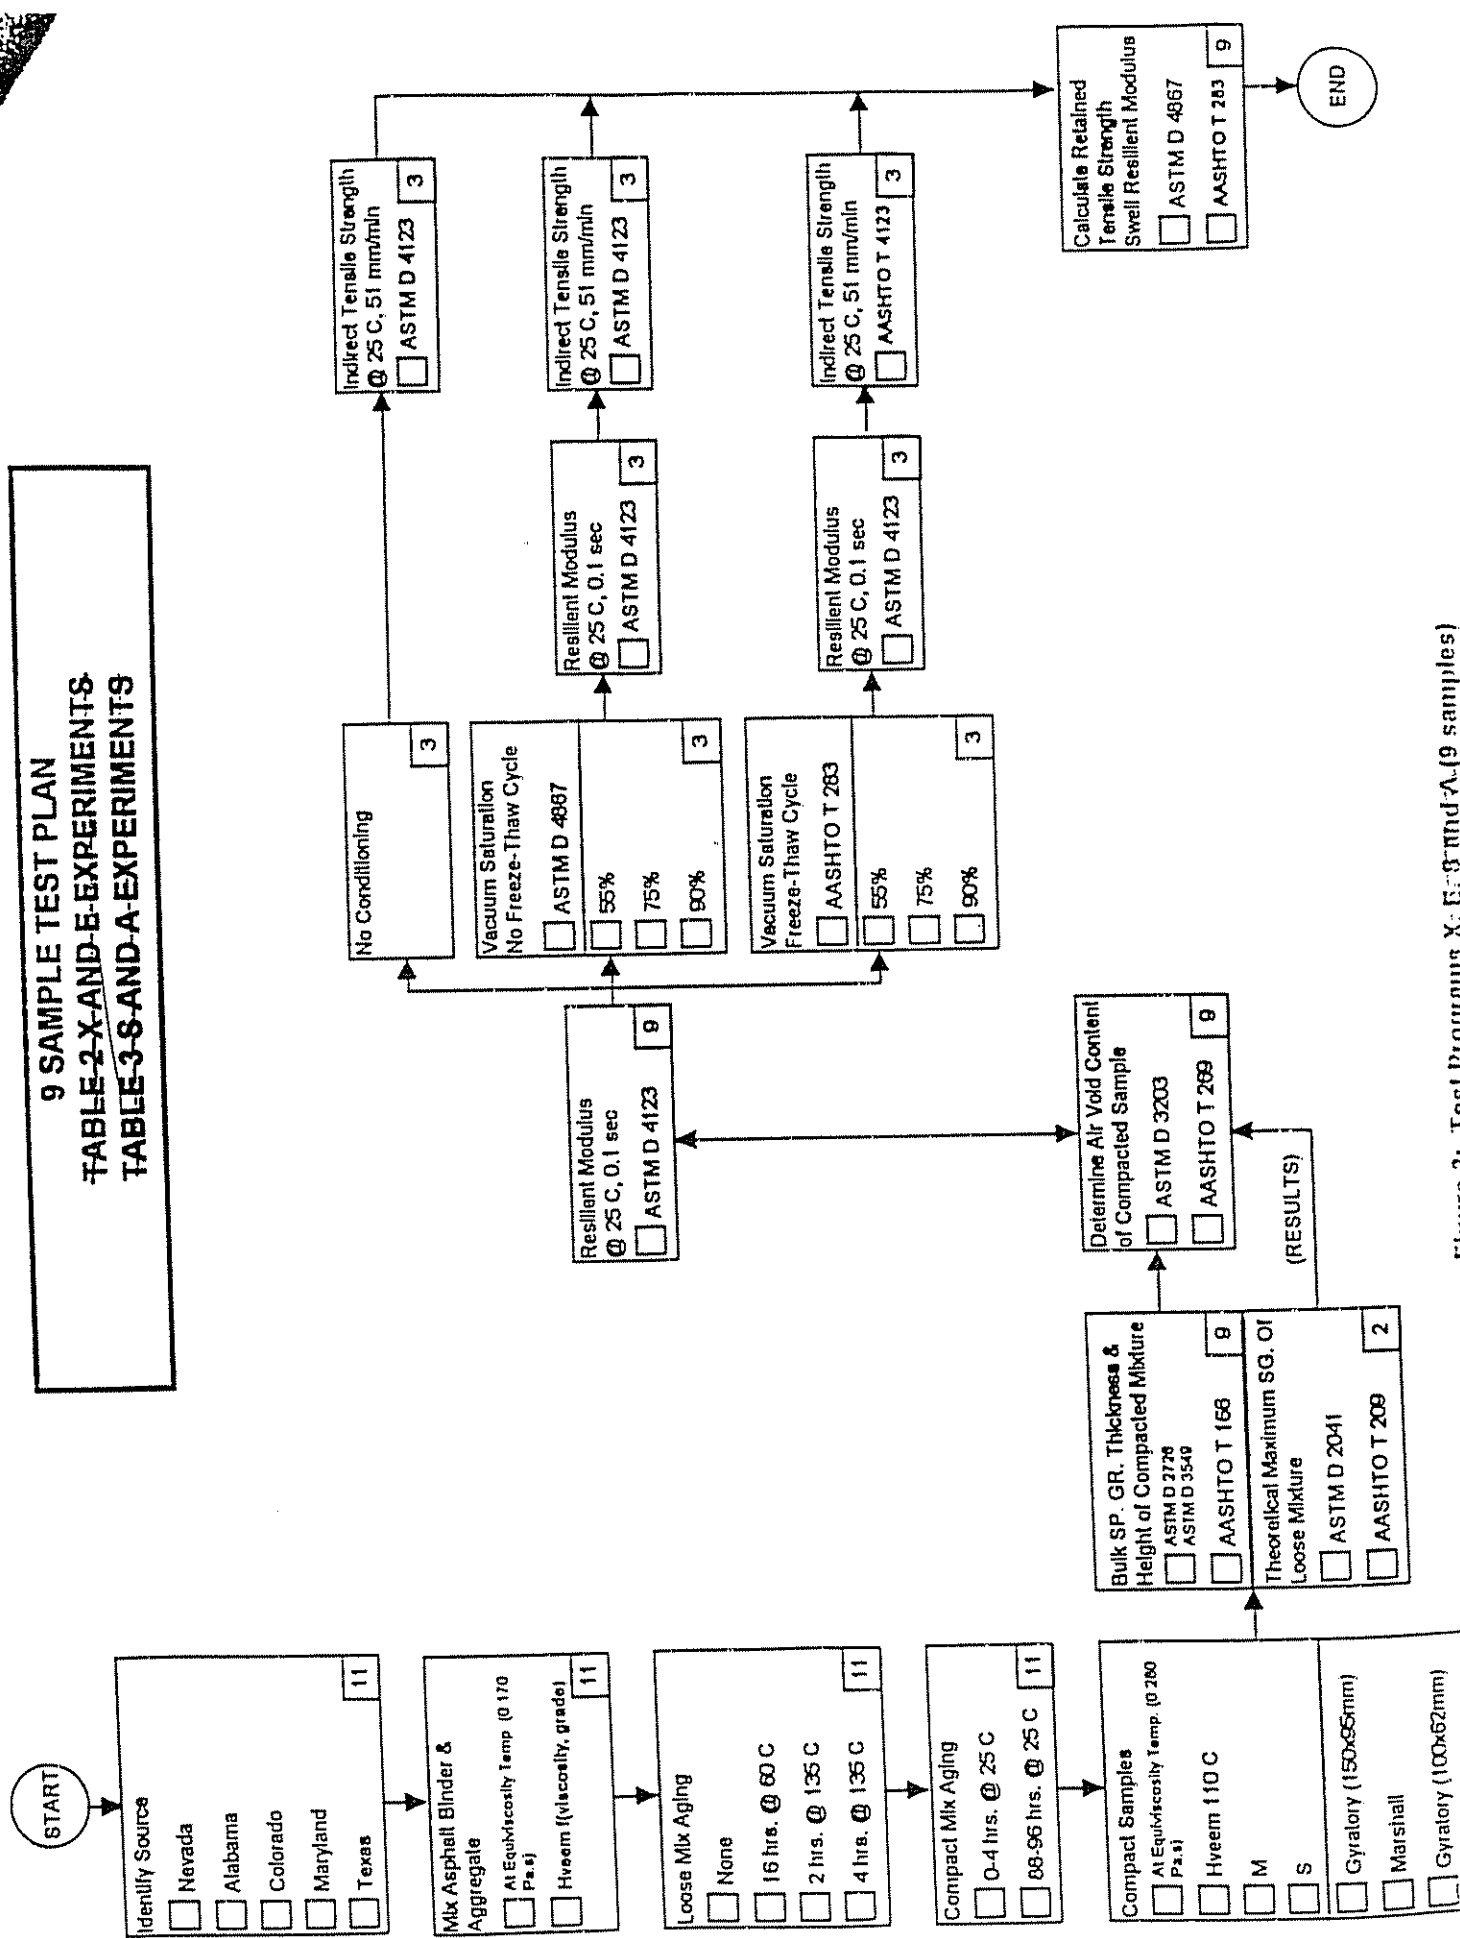 9 SAMPLE TEST PLAN
TABLE 2 X AND E EXPERIMENTS
TABLE 3 S AND A EXPERIMENTS
START
Identify Source
Nevada
Alabama
Colorado
Maryland
Texas
11
Mix Asphalt Binder &
Aggregate
At Equiviscosity Temp (0 170
Pa.s)
Hveem f(viscosity, grade)
11
Loose Mix Aging
None
16 hrs. @ 60 C
2 hrs. @ 135 C
4 hrs. @ 135 C
11
Compact Mix Aging
0-4 hrs. @ 25 C
88-96 hrs. @ 25 C
11
Compact Samples
At Equiviscosity Temp. (0 280
Pa.s)
Hveem 110 C
M
S
Gyratory (150x95mm)
Marshall
Gyratory (100x62mm)
Bulk SP. GR. Thickness &
Height of Compacted Mixture
ASTM D 2726
ASTM D 3549
AASHTO T 166
9
Theoretical Maximum SG. Of
Loose Mixture
ASTM D 2041
AASHTO T 209
2
(RESULTS)
Determine Air Void Content
of Compacted Sample
ASTM D 3203
AASHTO T 269
9
Resilient Modulus
@ 25 C, 0.1 sec
ASTM D 4123
9
No Conditioning
3
Vacuum Saturation
No Freeze-Thaw Cycle
ASTM D 4867
55%
75%
90%
3
Vacuum Saturation
Freeze-Thaw Cycle
AASHTO T 283
55%
75%
90%
3
Resilient Modulus
@ 25 C, 0.1 sec
ASTM D 4123
3
Resilient Modulus
@ 25 C, 0.1 sec
ASTM D 4123
3
Indirect Tensile Strength
@ 25 C, 51 mm/min
ASTM D 4123
3
Indirect Tensile Strength
@ 25 C, 51 mm/min
ASTM D 4123
3
Indirect Tensile Strength
@ 25 C, 51 mm/min
AASHTO T 4123
3
Calculate Retained
Tensile Strength
Swell Resilient Modulus
ASTM D 4867
AASHTO T 283
9
END
(9 samples)